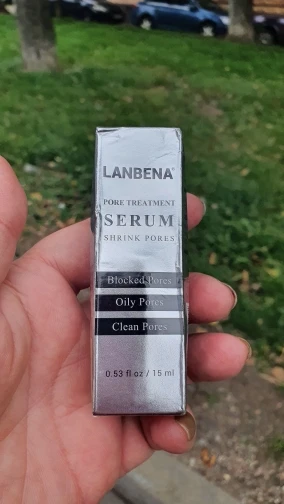 LANBENA
PORE TREATMENT
SERUM
SHRINK PORES
Blocked Pores
Oily Pores
Clean Pores
0.53 fl oz / 15 ml